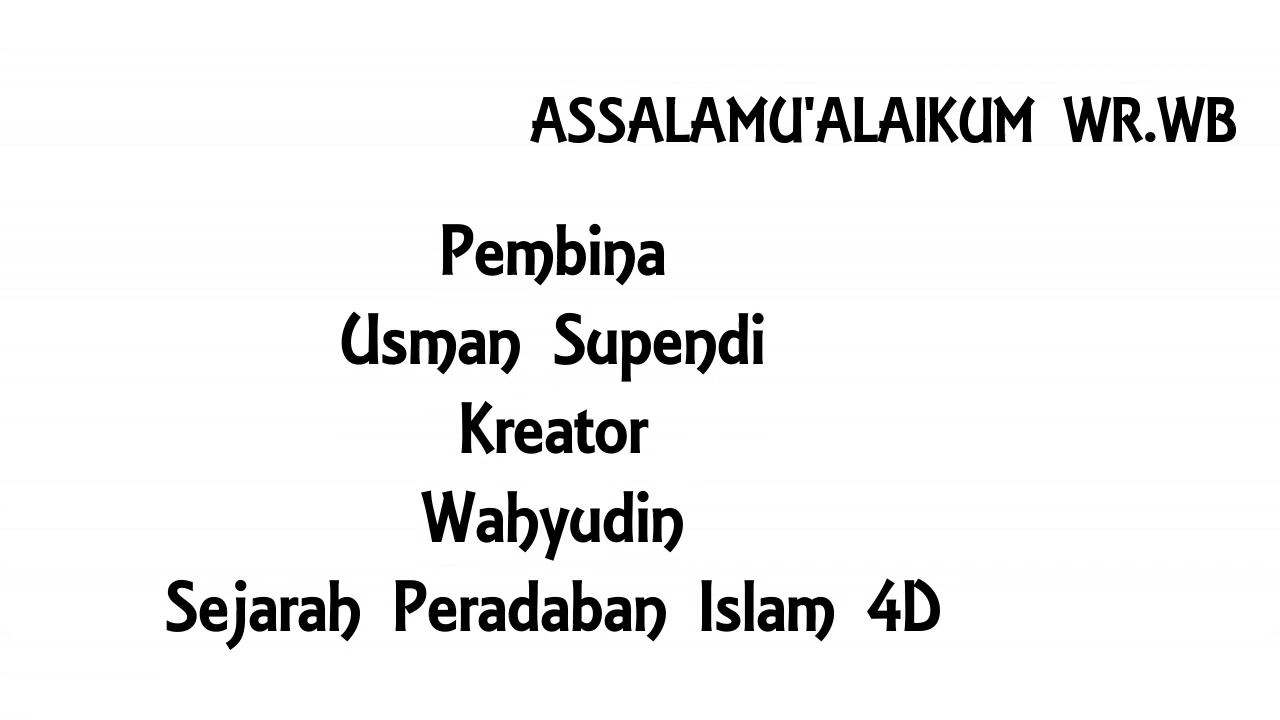 ASSALAMU'ALAIKUM WR.WB
Pembina
Usman Supendi
Kreator
Wahyudin
Sejarah Peradaban Islam 4D